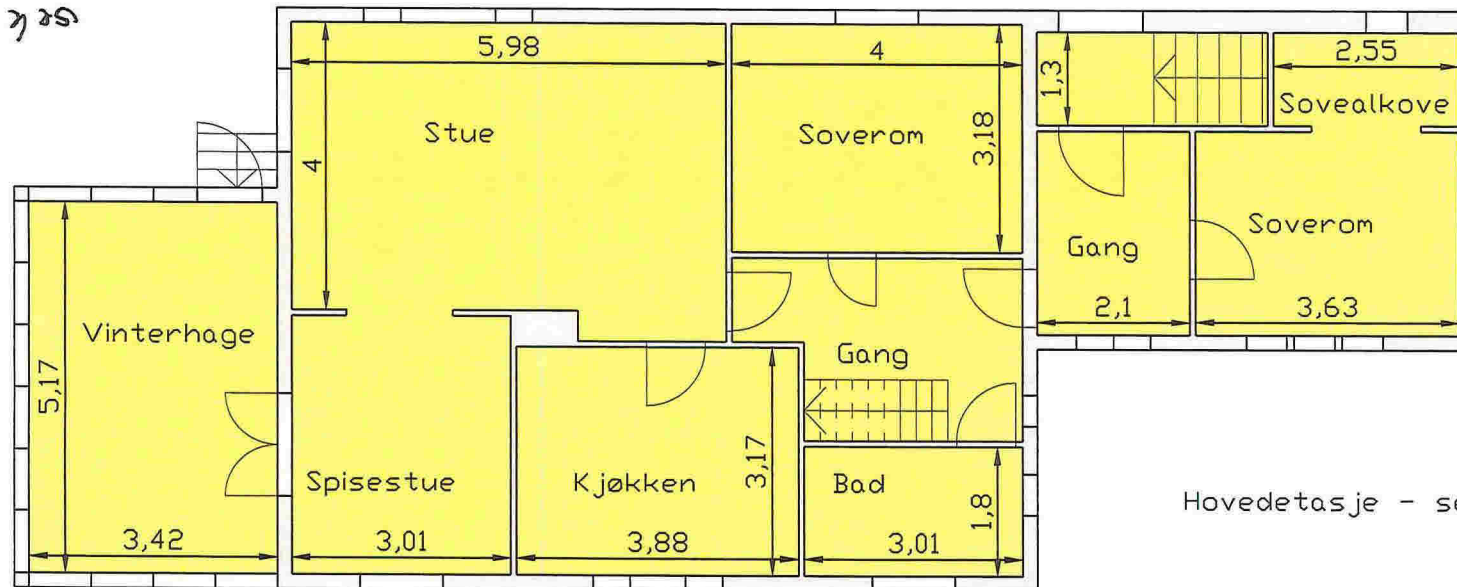 5,98
4
2,55
1,3
Sovealkove
Stue
Soverom
3,18
4
Soverom
Gang
2,1
3,63
Vinterhage
Gang
5,17
Spisestue
Kjøkken
3,17
Bad
1,8
Hovedetasje - se
3,42
3,01
3,88
3,01